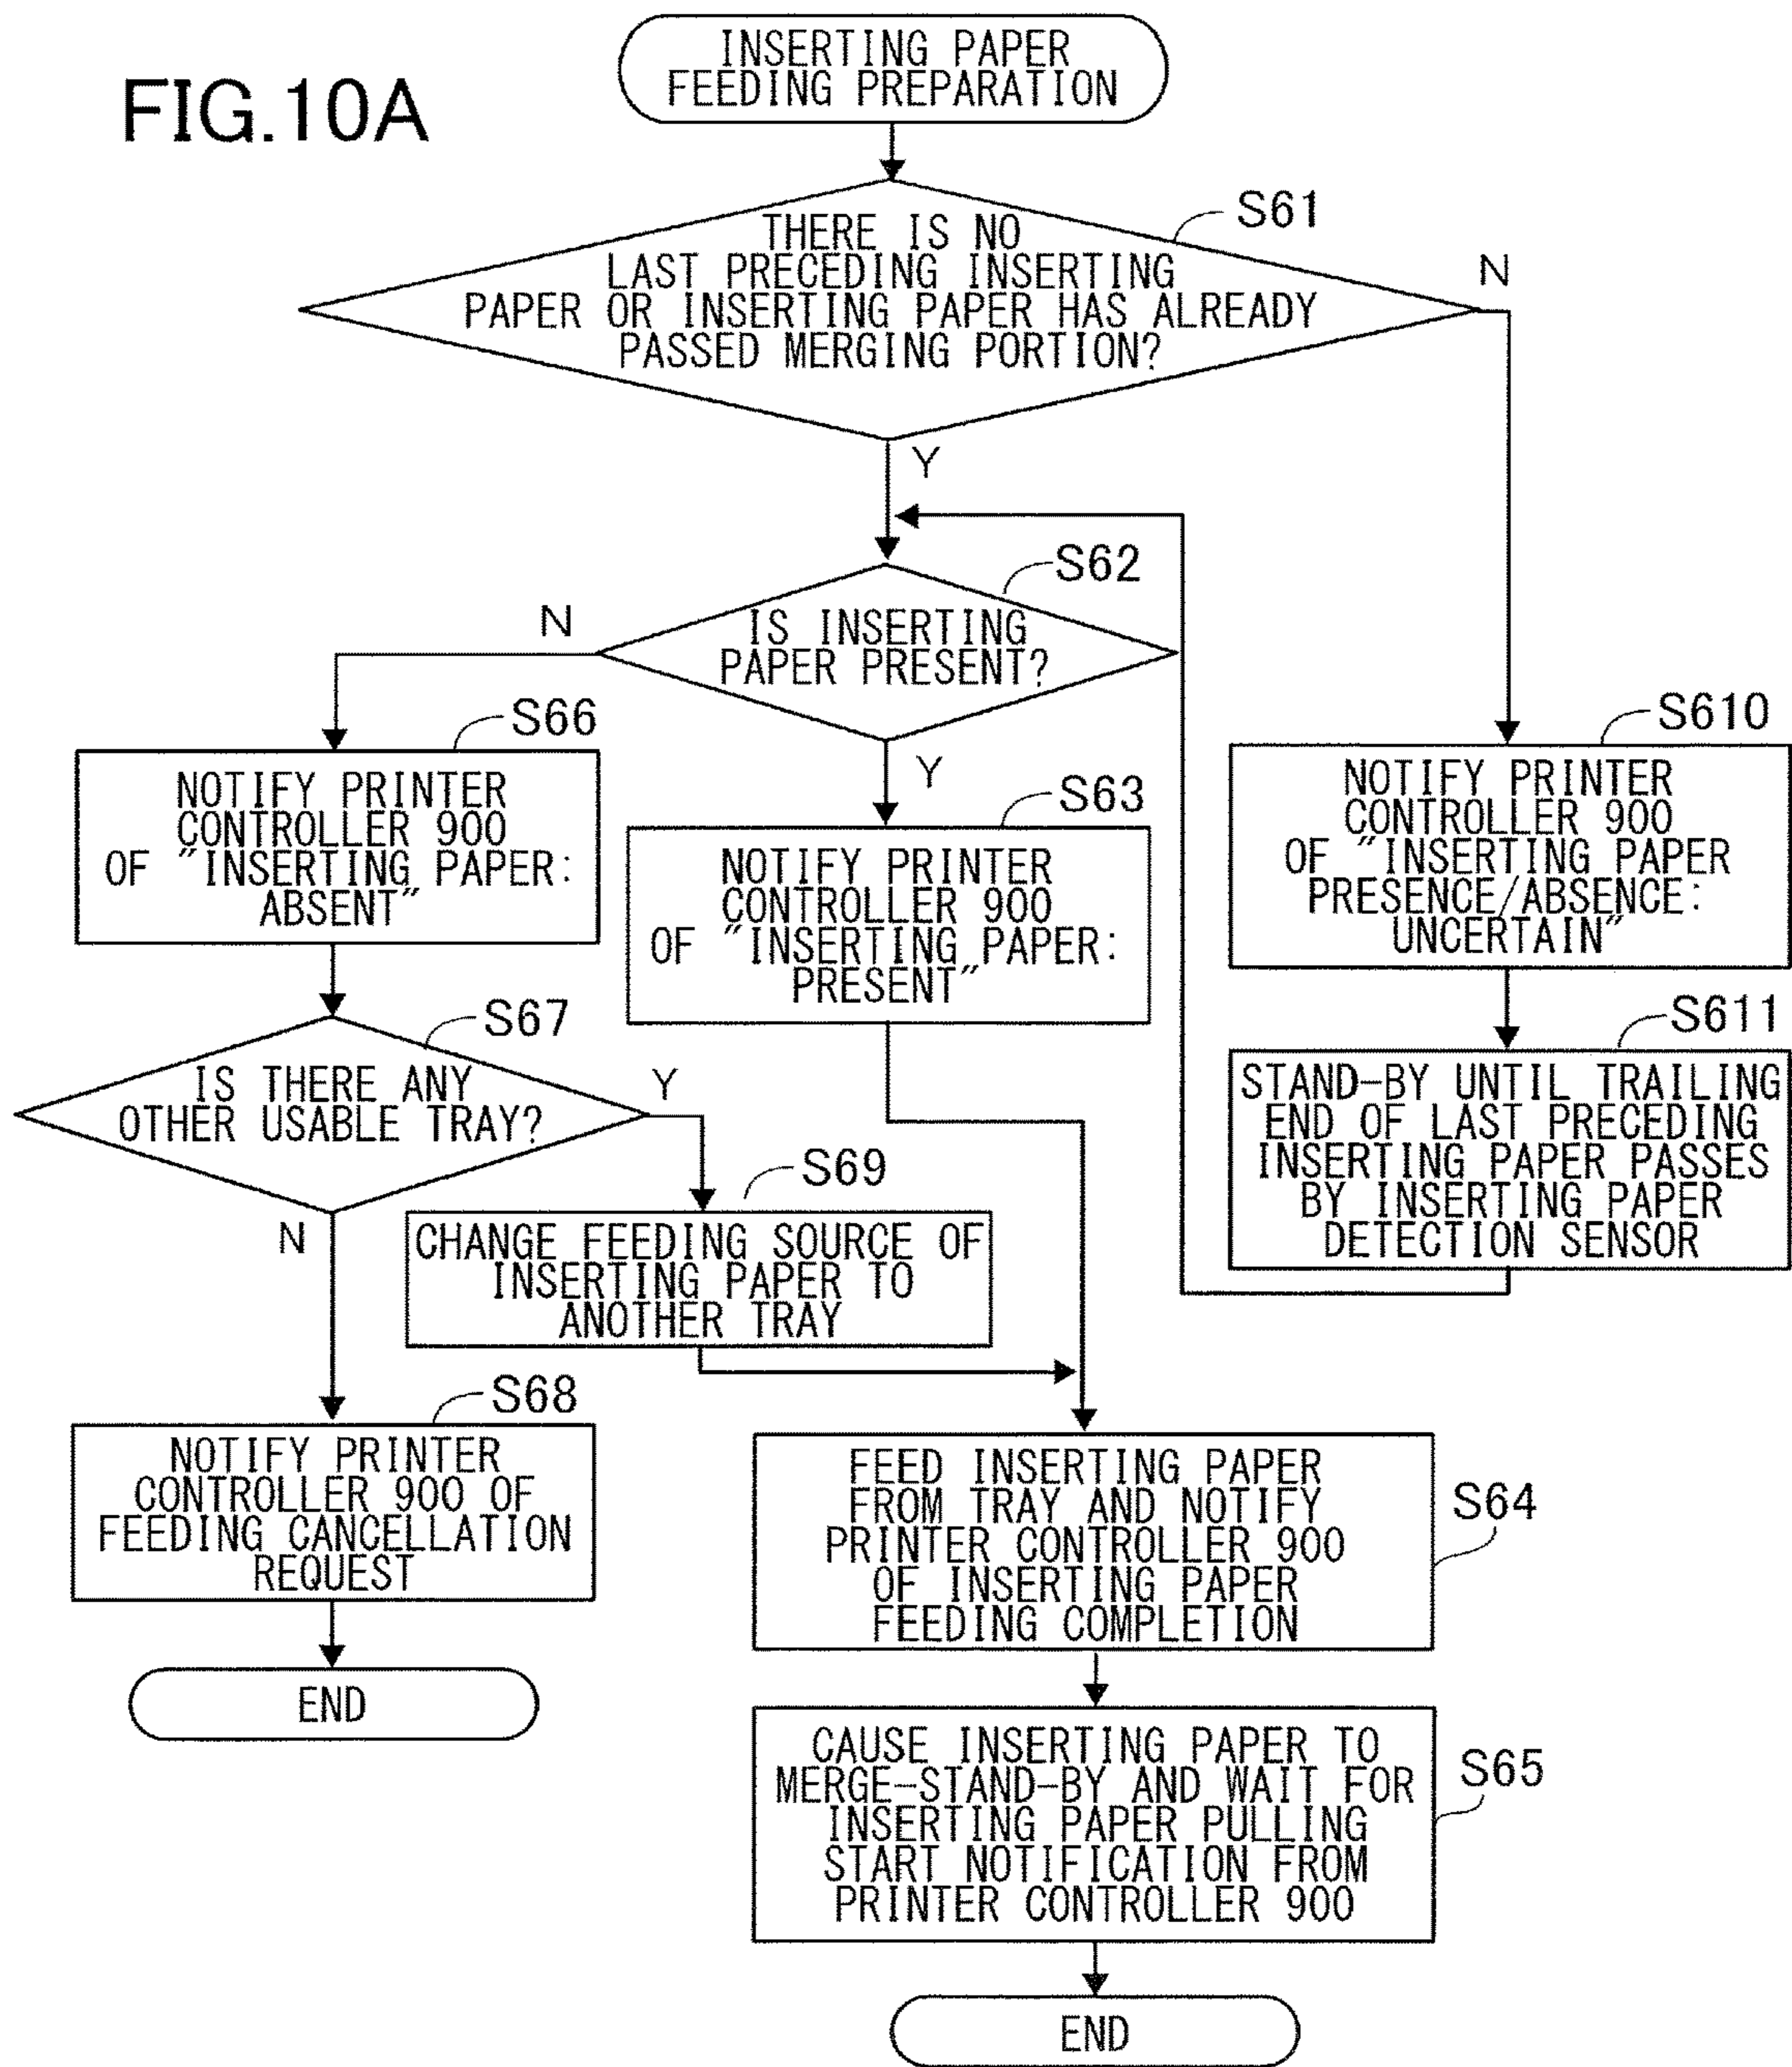 FIG.10A
INSERTING PAPER
FEEDING PREPARATION
S61
THERE IS NO
LAST PRECEDING INSERTING
PAPER OR INSERTING PAPER HAS ALREADY
PASSED MERGING PORTION?
N
Y
S62
IS INSERTING
PAPER PRESENT?
N
Y
S66
NOTIFY PRINTER
CONTROLLER 900
OF "INSERTING PAPER:
ABSENT"
S63
NOTIFY PRINTER
CONTROLLER 900
OF "INSERTING PAPER:
PRESENT"
S610
NOTIFY PRINTER
CONTROLLER 900
OF "INSERTING PAPER
PRESENCE/ABSENCE:
UNCERTAIN"
S611
STAND-BY UNTIL TRAILING
END OF LAST PRECEDING
INSERTING PAPER PASSES
BY INSERTING PAPER
DETECTION SENSOR
S67
IS THERE ANY
OTHER USABLE TRAY?
Y
N
S69
CHANGE FEEDING SOURCE OF
INSERTING PAPER TO
ANOTHER TRAY
S68
NOTIFY PRINTER
CONTROLLER 900 OF
FEEDING CANCELLATION
REQUEST
END
FEED INSERTING PAPER
FROM TRAY AND NOTIFY
PRINTER CONTROLLER 900
OF INSERTING PAPER
FEEDING COMPLETION
S64
CAUSE INSERTING PAPER TO
MERGE-STAND-BY AND WAIT FOR
INSERTING PAPER PULLING
START NOTIFICATION FROM
PRINTER CONTROLLER 900
S65
END